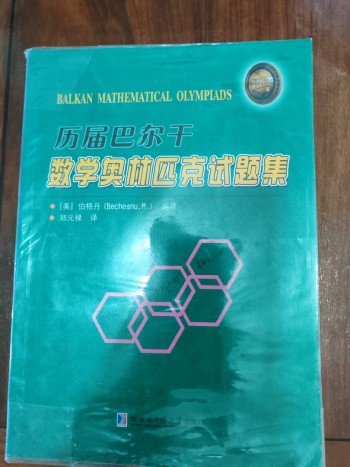 BALKAN MATHEMATICAL OLYMPIADS
历届巴尔干
数学奥林匹克试题集
[美] 伯格丹 (Becheanu.M.) 编著
郑元禄 译